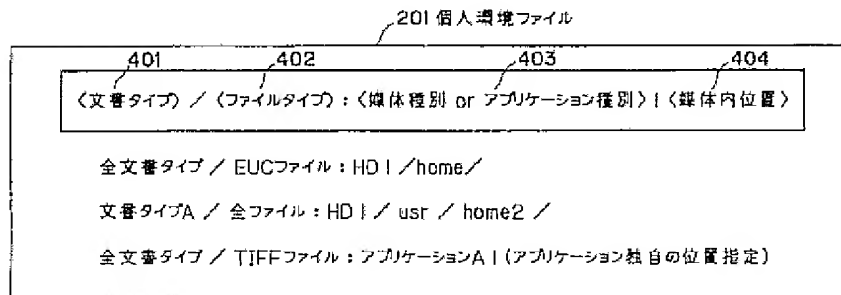 201 個人環境ファイル
401 402 403 404
〈文書タイプ〉 / 〈ファイルタイプ〉 : 〈媒体種別 or アプリケーション種別〉 | 〈媒体内位置〉
全文書タイプ / EUCファイル : HD | /home/
文書タイプA / 全ファイル : HD | / usr / home2 /
全文書タイプ / TIFFファイル : アプリケーションA | (アプリケーション独自の位置指定)